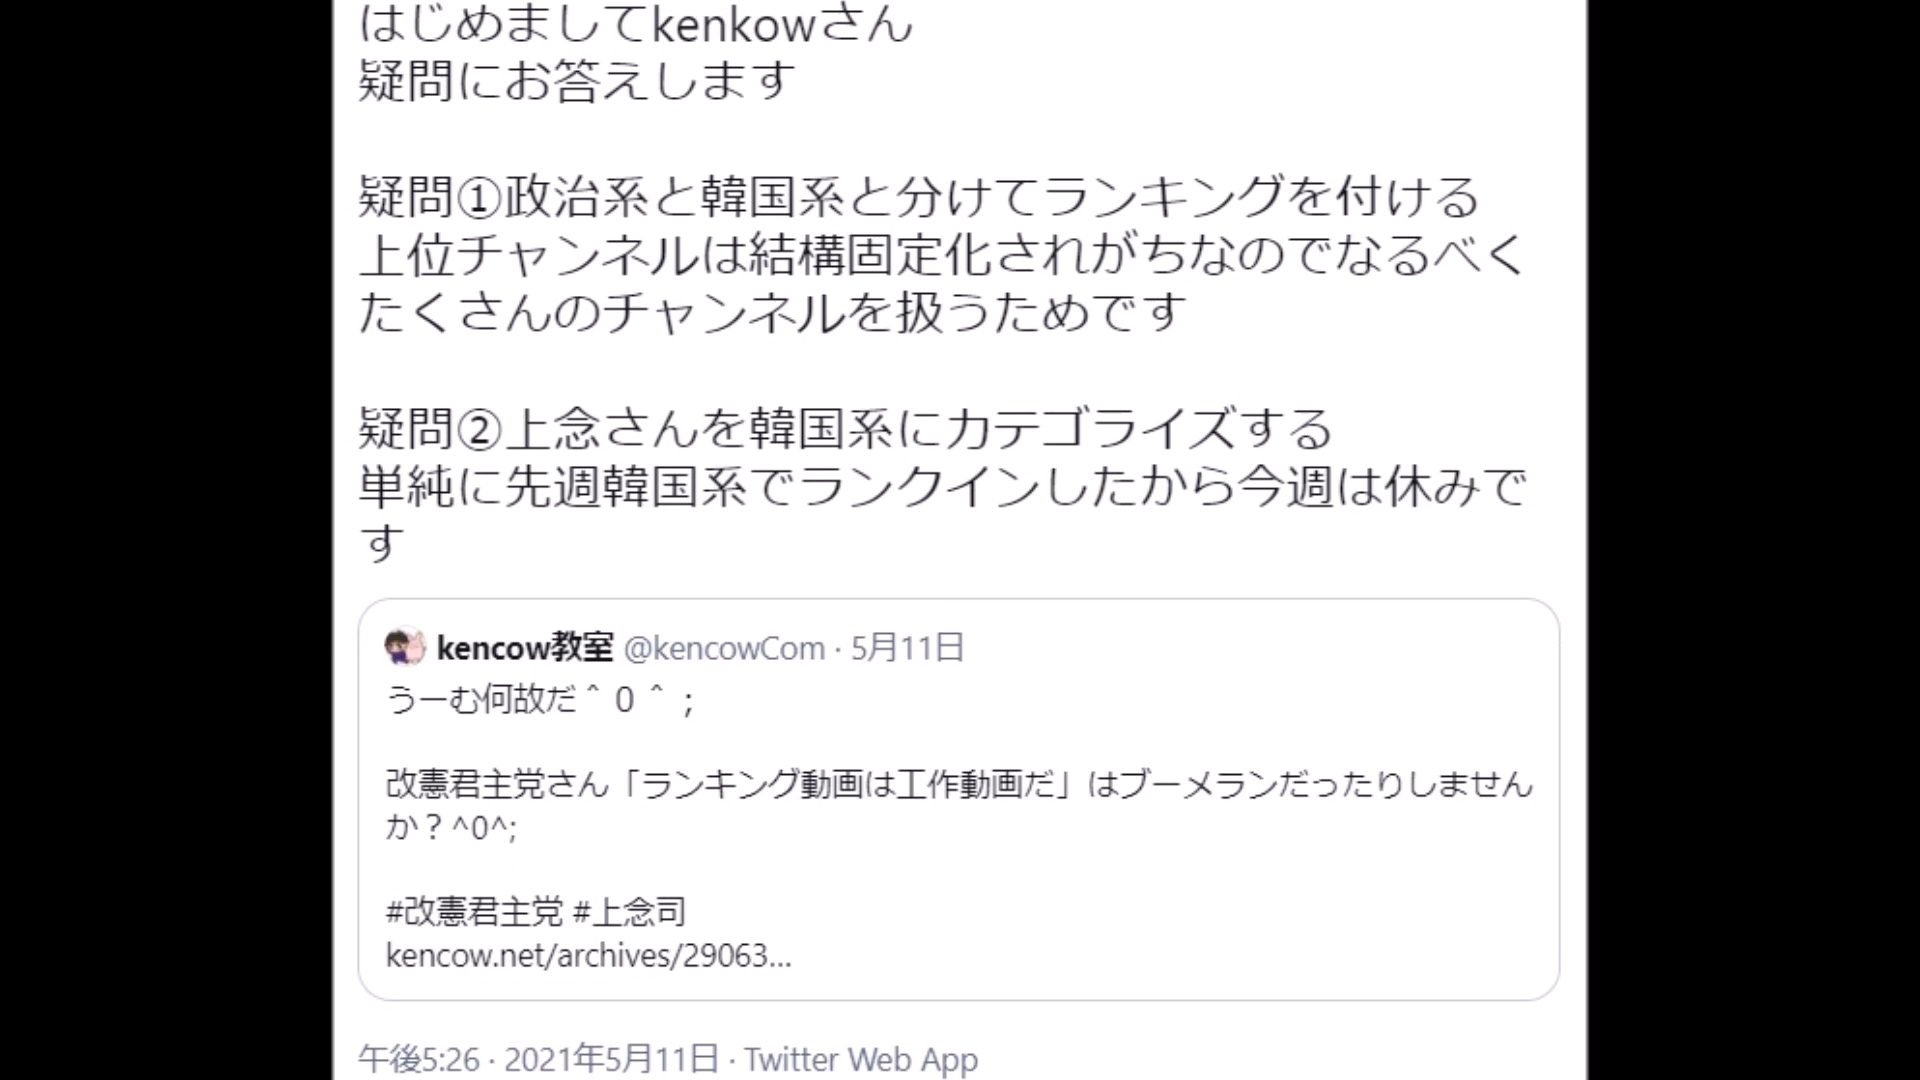 はじめましてkenkowさん
疑問にお答えします
疑問①政治系と韓国系と分けてランキングを付ける
上位チャンネルは結構固定化されがちなのでなるべく
たくさんのチャンネルを扱うためです
疑問②上念さんを韓国系にカテゴライズする
単純に先週韓国系でランクインしたから今週は休みで
す
kencow教室 @kencowCom · 5月11日
うーむ何故だ＾０＾；
改憲君主党さん「ランキング動画は工作動画だ」はブーメランだったりしません
か？^0^;
#改憲君主党 #上念司
kencow.net/archives/29063...
午後5:26 · 2021年5月11日 · Twitter Web App